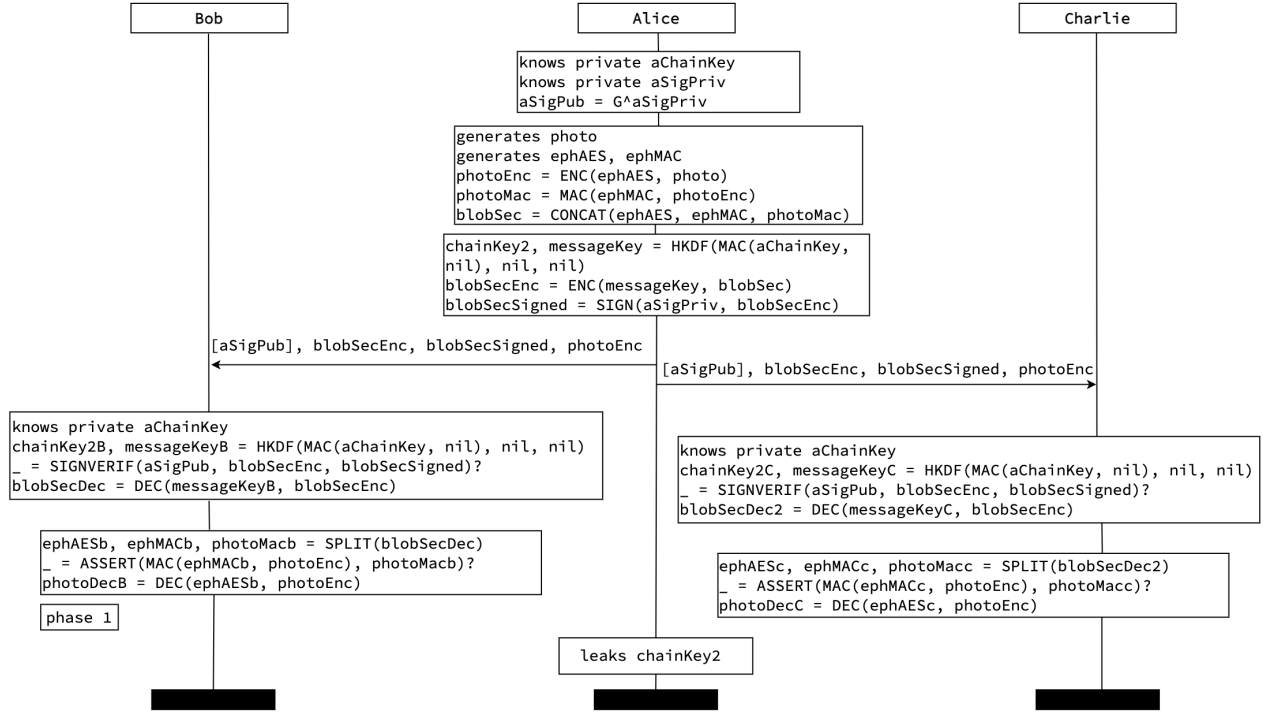 Bob
Alice
Charlie
knows private aChainKey
knows private aSigPriv
aSigPub = G^aSigPriv
generates photo
generates ephAES, ephMAC
photoEnc = ENC(ephAES, photo)
photoMac = MAC(ephMAC, photoEnc)
blobSec = CONCAT(ephAES, ephMAC, photoMac)
chainKey2, messageKey = HKDF(MAC(aChainKey,
nil), nil, nil)
blobSecEnc = ENC(messageKey, blobSec)
blobSecSigned = SIGN(aSigPriv, blobSecEnc)
[aSigPub], blobSecEnc, blobSecSigned, photoEnc
[aSigPub], blobSecEnc, blobSecSigned, photoEnc
knows private aChainKey
chainKey2B, messageKeyB = HKDF(MAC(aChainKey, nil), nil, nil)
_ = SIGNVERIF(aSigPub, blobSecEnc, blobSecSigned)?
blobSecDec = DEC(messageKeyB, blobSecEnc)
knows private aChainKey
chainKey2C, messageKeyC = HKDF(MAC(aChainKey, nil), nil, nil)
_ = SIGNVERIF(aSigPub, blobSecEnc, blobSecSigned)?
blobSecDec2 = DEC(messageKeyC, blobSecEnc)
ephAESb, ephMACb, photoMacb = SPLIT(blobSecDec)
_ = ASSERT(MAC(ephMACb, photoEnc), photoMacb)?
photoDecB = DEC(ephAESb, photoEnc)
ephAESc, ephMACc, photoMacc = SPLIT(blobSecDec2)
_ = ASSERT(MAC(ephMACc, photoEnc), photoMacc)?
photoDecC = DEC(ephAESc, photoEnc)
phase 1
leaks chainKey2